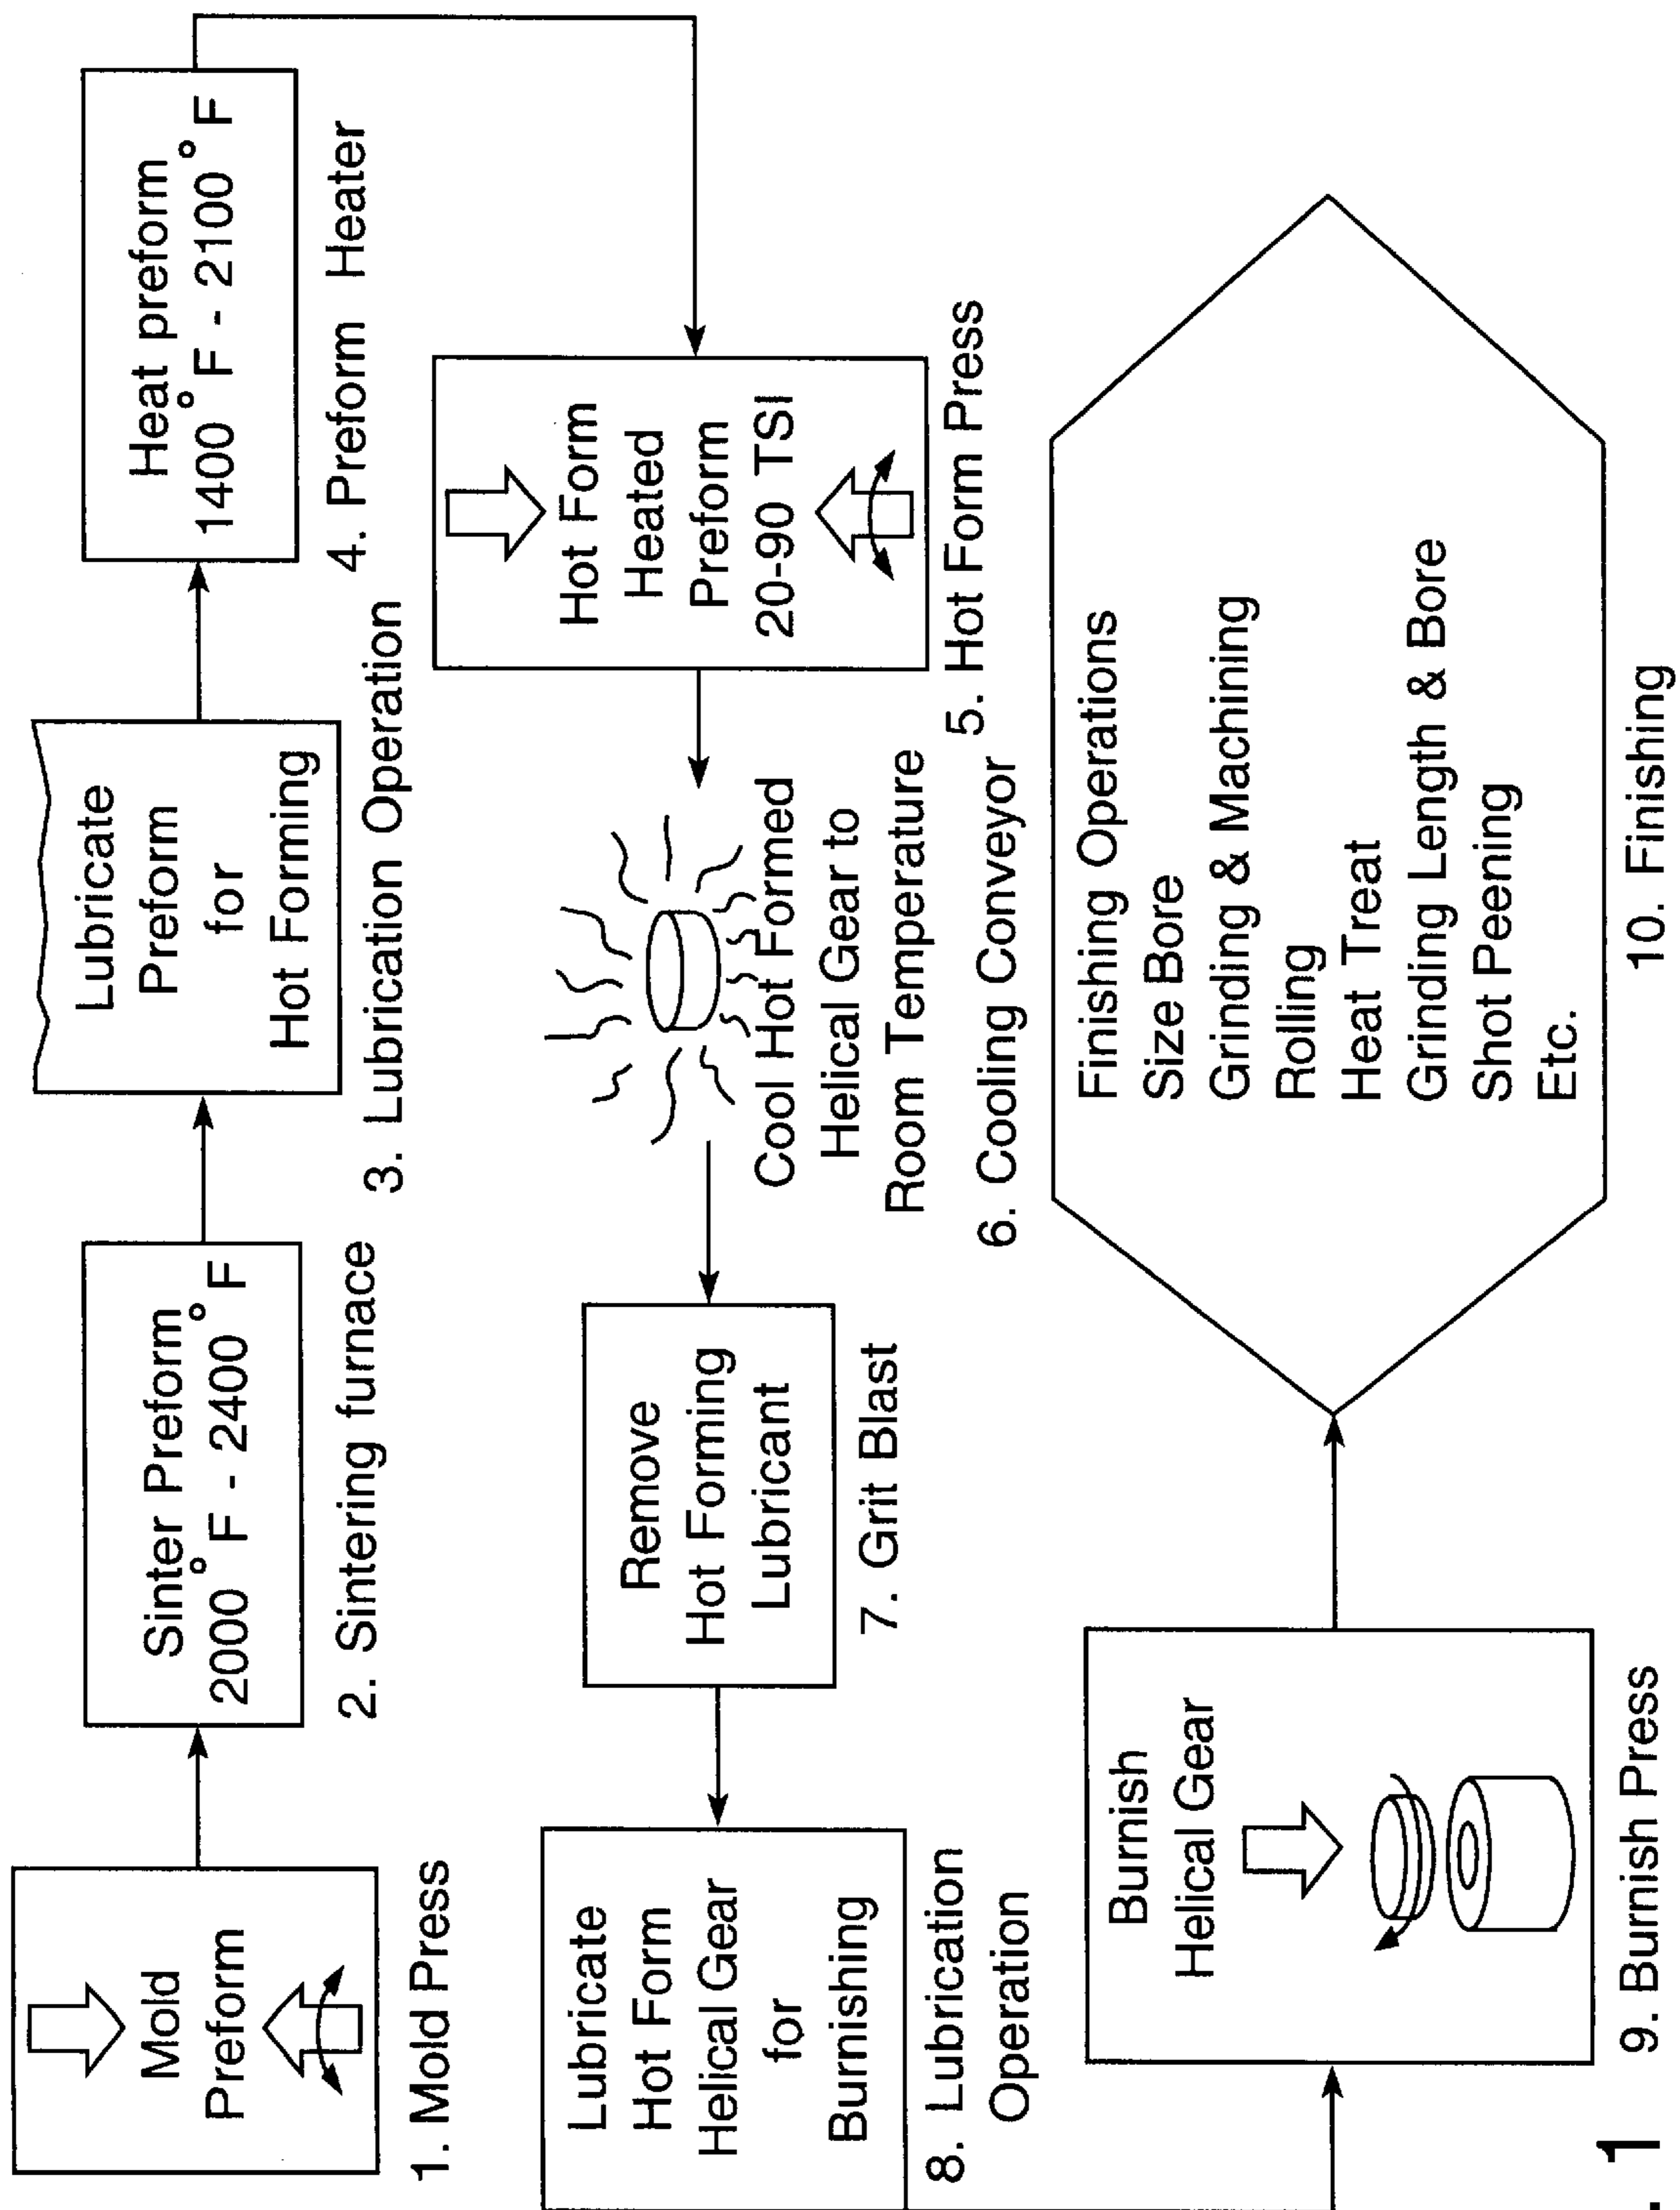 Mold
Preform
1. Mold Press
Sinter Preform
2000° F - 2400° F
2. Sintering furnace
Lubricate
Preform
for
Hot Forming
3. Lubrication Operation
Heat preform
1400° F - 2100° F
4. Preform Heater
Hot Form
Heated
Preform
20-90 TSI
5. Hot Form Press
Cool Hot Formed
Helical Gear to
Room Temperature
6. Cooling Conveyor
Remove
Hot Forming
Lubricant
7. Grit Blast
Lubricate
Hot Form
Helical Gear
for
Burnishing
8. Lubrication
Operation
Burnish
Helical Gear
9. Burnish Press
Finishing Operations
Size Bore
Grinding & Machining
Rolling
Heat Treat
Grinding Length & Bore
Shot Peening
Etc.
10. Finishing
1